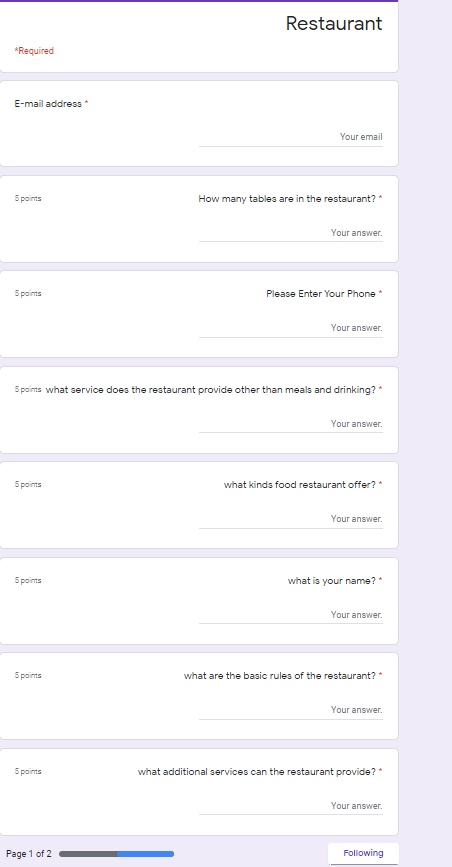 Restaurant
*Required
E-mail address *
Your email
5 points How many tables are in the restaurant? *
Your answer.
5 points Please Enter Your Phone *
Your answer.
5 points what service does the restaurant provide other than meals and drinking? *
Your answer.
5 points what kinds food restaurant offer? *
Your answer.
5 points what is your name? *
Your answer.
5 points what are the basic rules of the restaurant? *
Your answer.
5 points what additional services can the restaurant provide? *
Your answer.
Page 1 of 2 Following